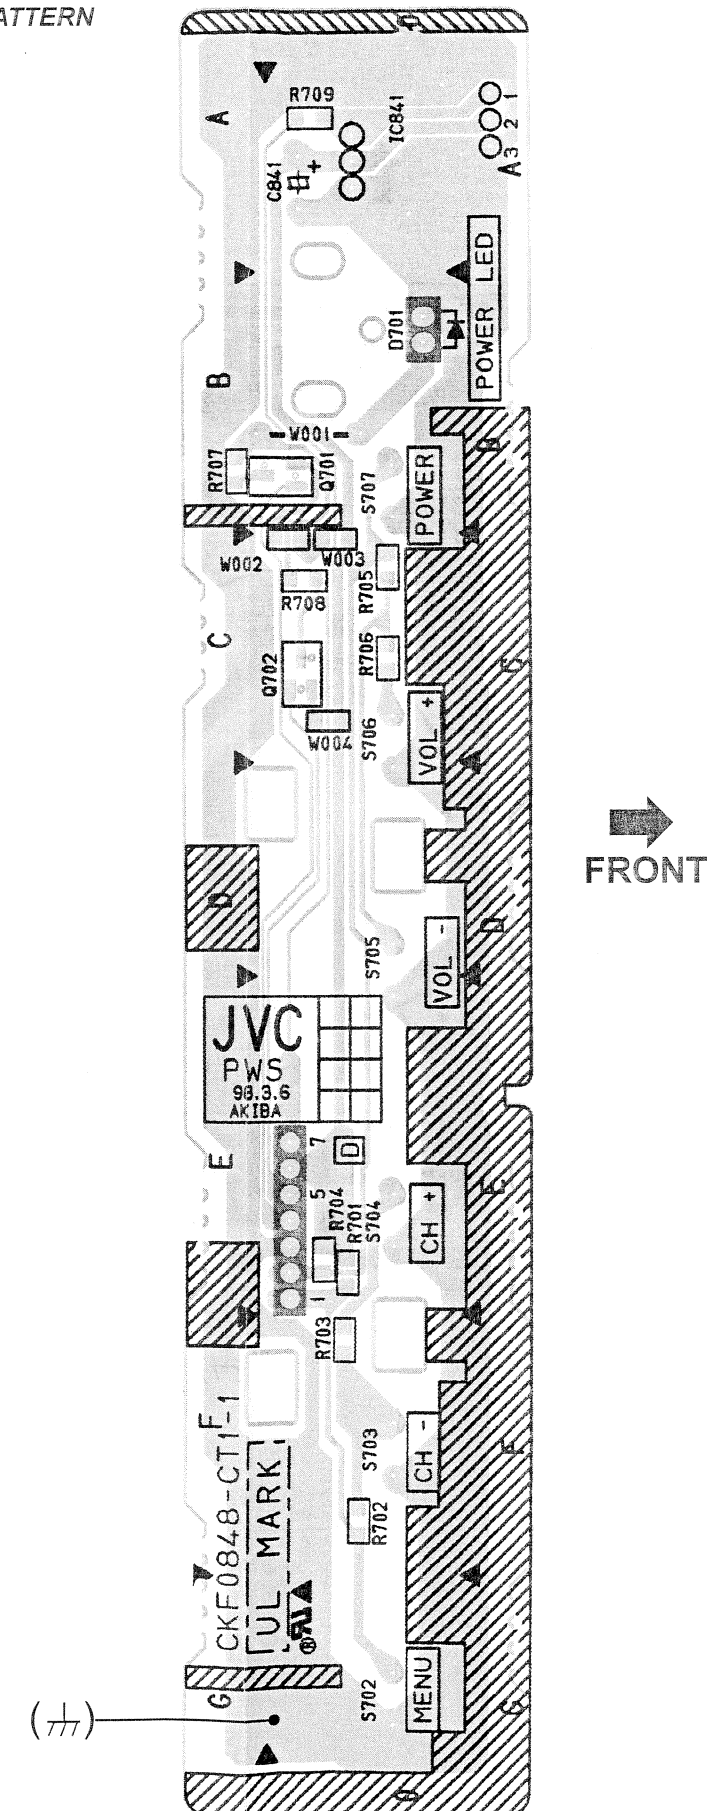 ATTERN
A
R709
C841
+
IC841
1
2
3
A
POWER LED
D701
B
W001
R707
Q701
S707
POWER
B
W002
W003
R705
R708
C
Q702
R706
C
W004
S706
VOL +
FRONT
D
S705
VOL -
D
JVC
PWS
98.3.6
AKIBA
E
7
D
5
R704
R701
S704
1
CH +
E
R703
F
S703
CH -
F
CKF0848-CT1-1
UL MARK
R702
®
G
S702
MENU
G